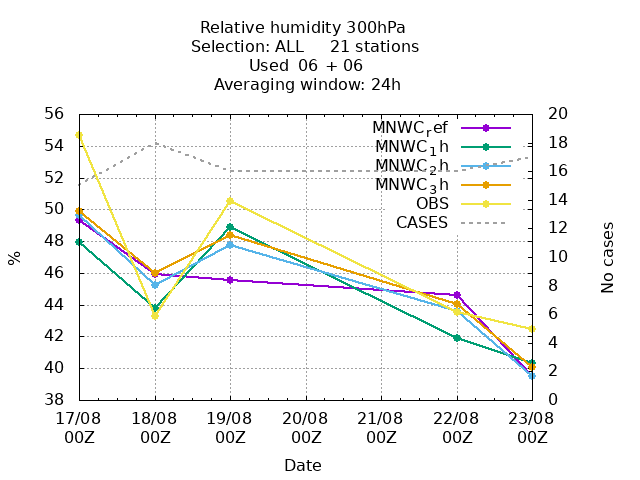 Relative humidity 300hPa
Selection: ALL     21 stations
Used  06 + 06
Averaging window: 24h
56 20
54 18
52 16
50 14
48 12
46 10
44 8
42 6
40 4
38 2
0
MNWC_ref
MNWC_1h
MNWC_2h
MNWC_3h
OBS
CASES
%
No cases
17/08 18/08 19/08 20/08 21/08 22/08 23/08
00Z 00Z 00Z 00Z 00Z 00Z 00Z
Date